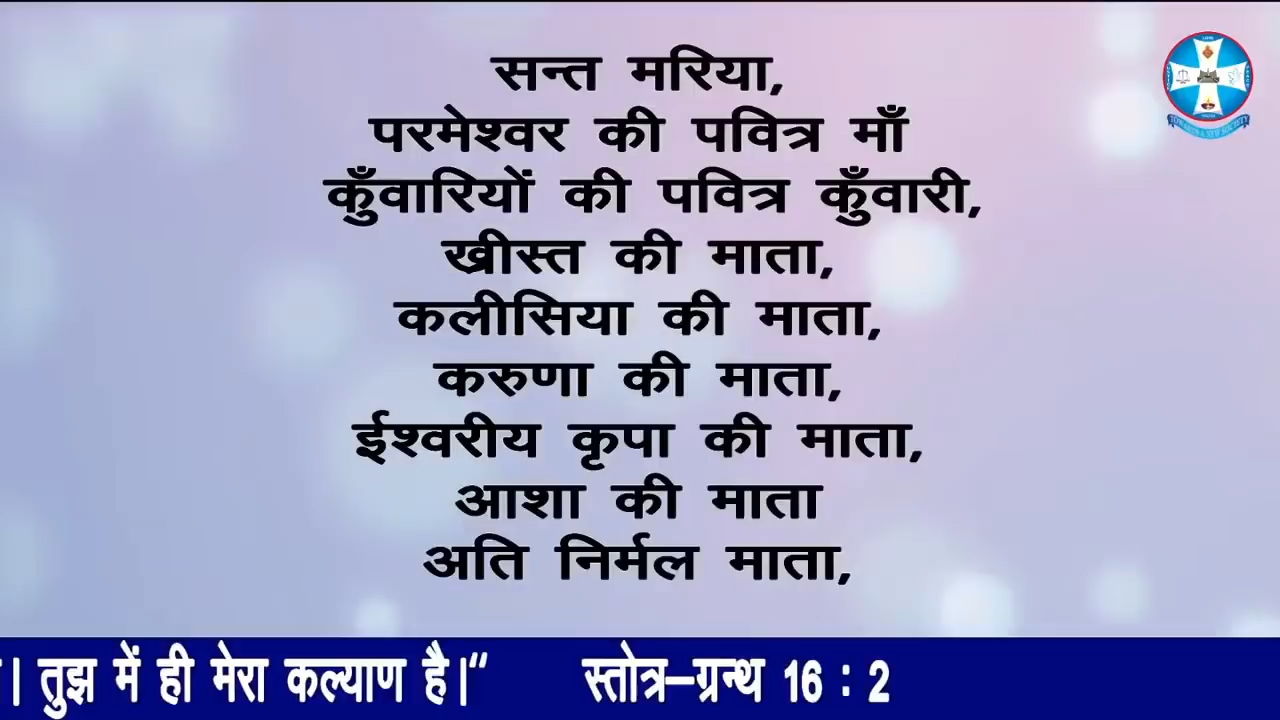 सन्त मरिया,
परमेश्वर की पवित्र माँ
कुँवारियों की पवित्र कुँवारी,
ख्रीस्त की माता,
कलीसिया की माता,
करुणा की माता,
ईश्वरीय कृपा की माता,
आशा की माता
अति निर्मल माता,
। तुझ में ही मेरा कल्याण है।“ स्तोत्र–ग्रन्थ 16 : 2